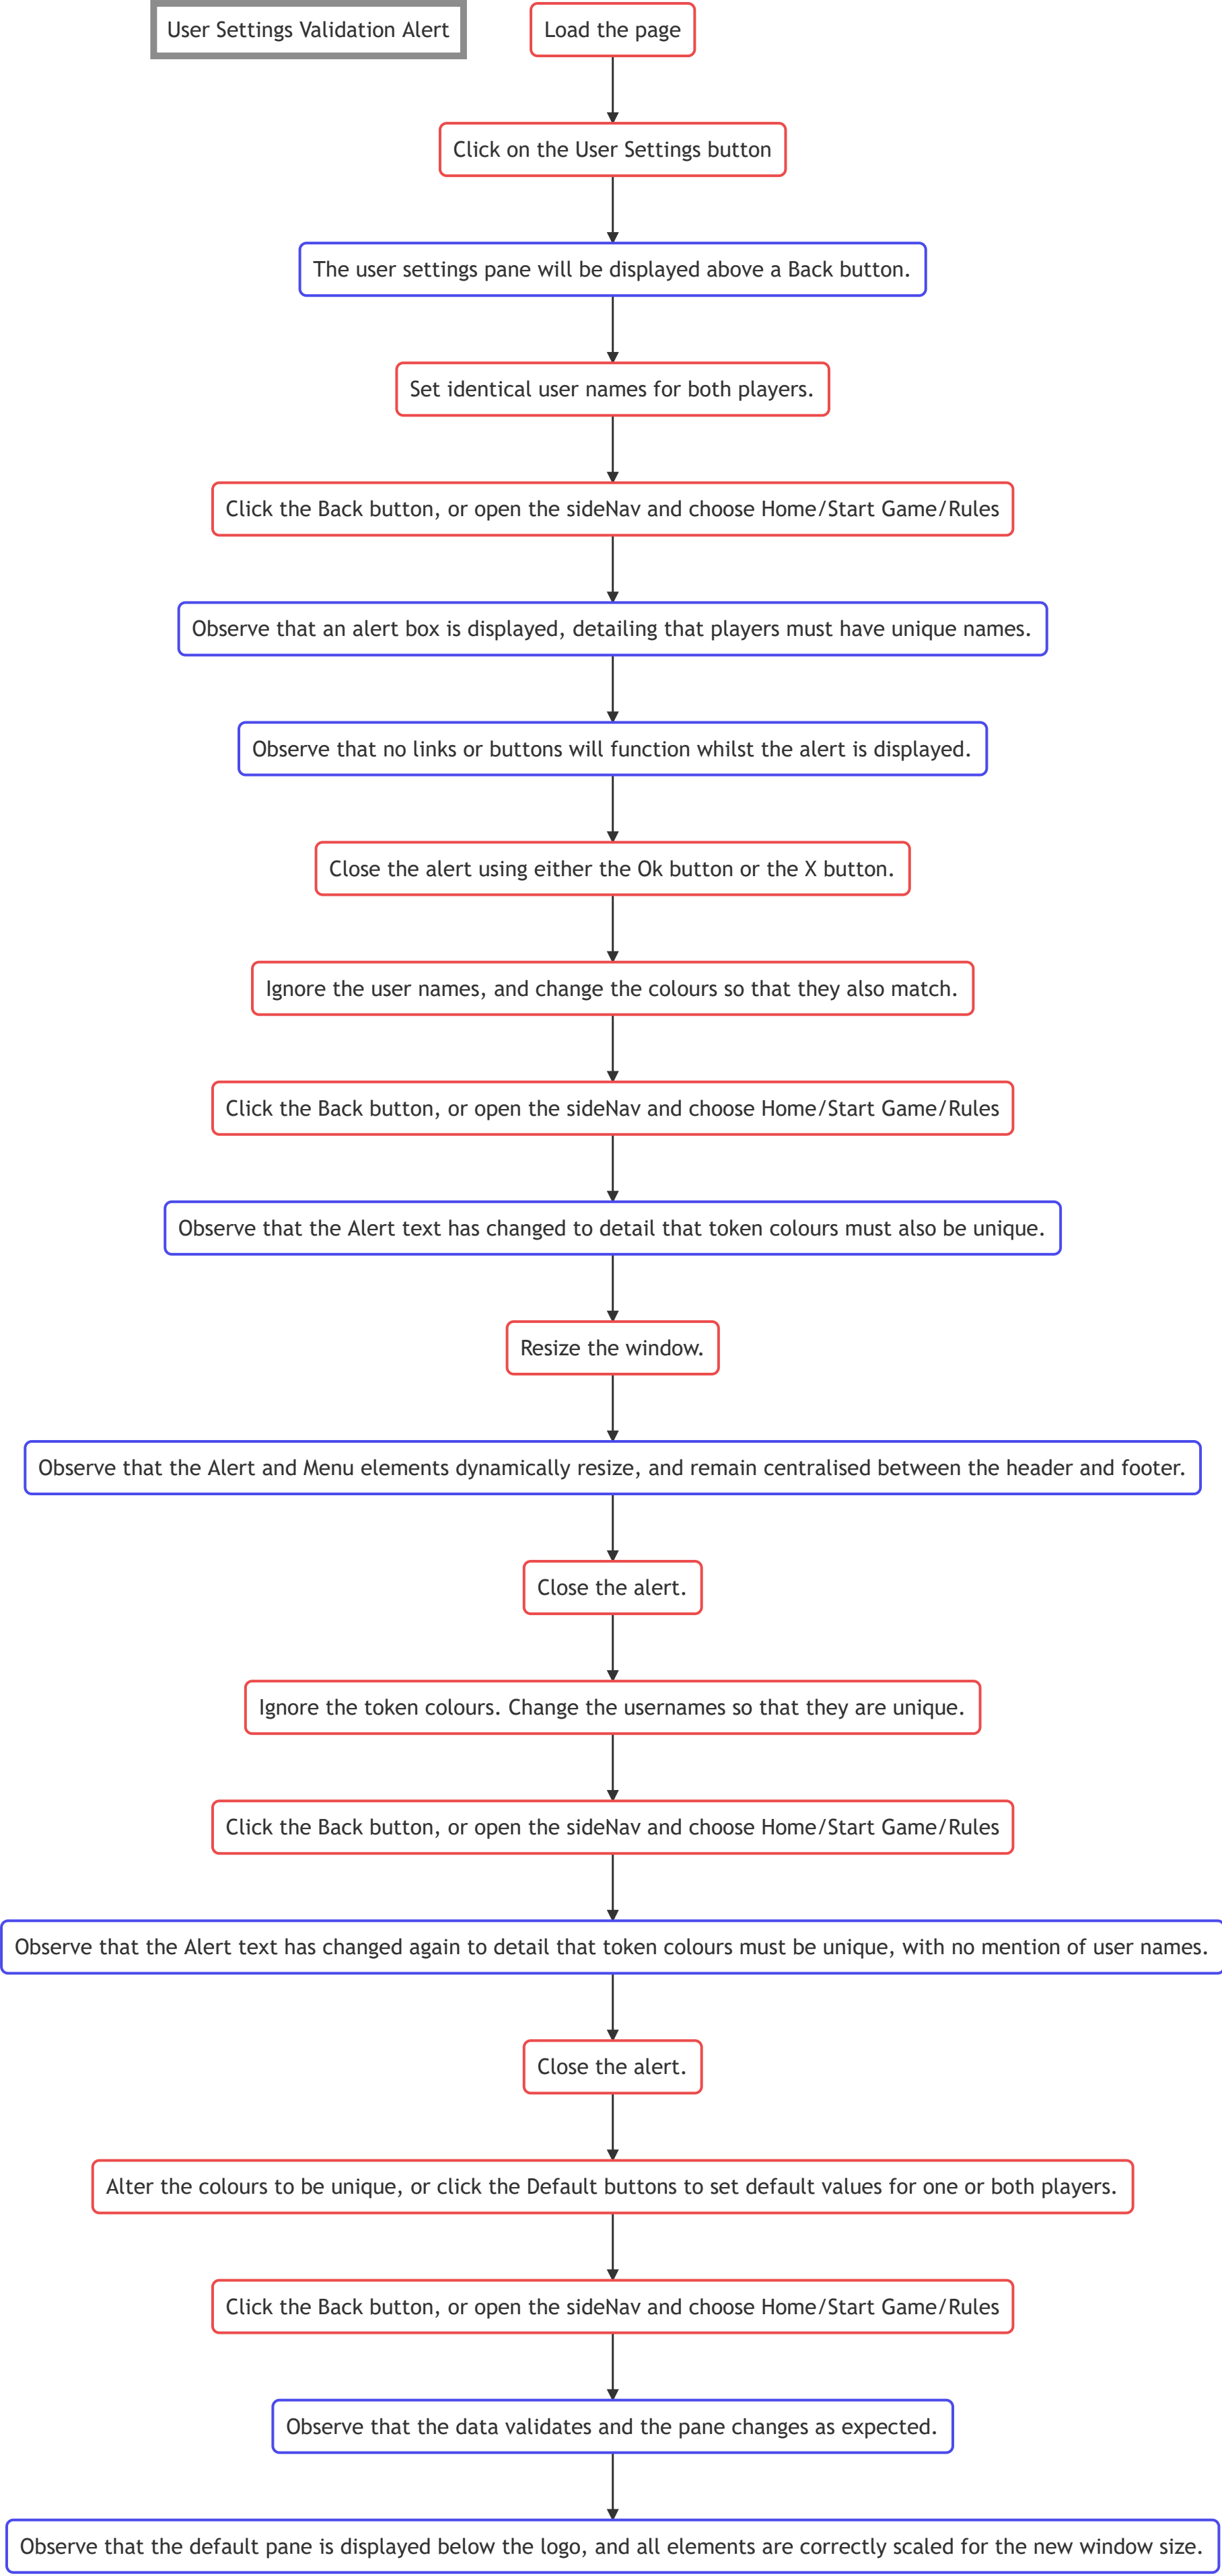 User Settings Validation Alert
Load the page
Click on the User Settings button
The user settings pane will be displayed above a Back button.
Set identical user names for both players.
Click the Back button, or open the sideNav and choose Home/Start Game/Rules
Observe that an alert box is displayed, detailing that players must have unique names.
Observe that no links or buttons will function whilst the alert is displayed.
Close the alert using either the Ok button or the X button.
Ignore the user names, and change the colours so that they also match.
Click the Back button, or open the sideNav and choose Home/Start Game/Rules
Observe that the Alert text has changed to detail that token colours must also be unique.
Resize the window.
Observe that the Alert and Menu elements dynamically resize, and remain centralised between the header and footer.
Close the alert.
Ignore the token colours. Change the usernames so that they are unique.
Click the Back button, or open the sideNav and choose Home/Start Game/Rules
Observe that the Alert text has changed again to detail that token colours must be unique, with no mention of user names.
Close the alert.
Alter the colours to be unique, or click the Default buttons to set default values for one or both players.
Click the Back button, or open the sideNav and choose Home/Start Game/Rules
Observe that the data validates and the pane changes as expected.
Observe that the default pane is displayed below the logo, and all elements are correctly scaled for the new window size.